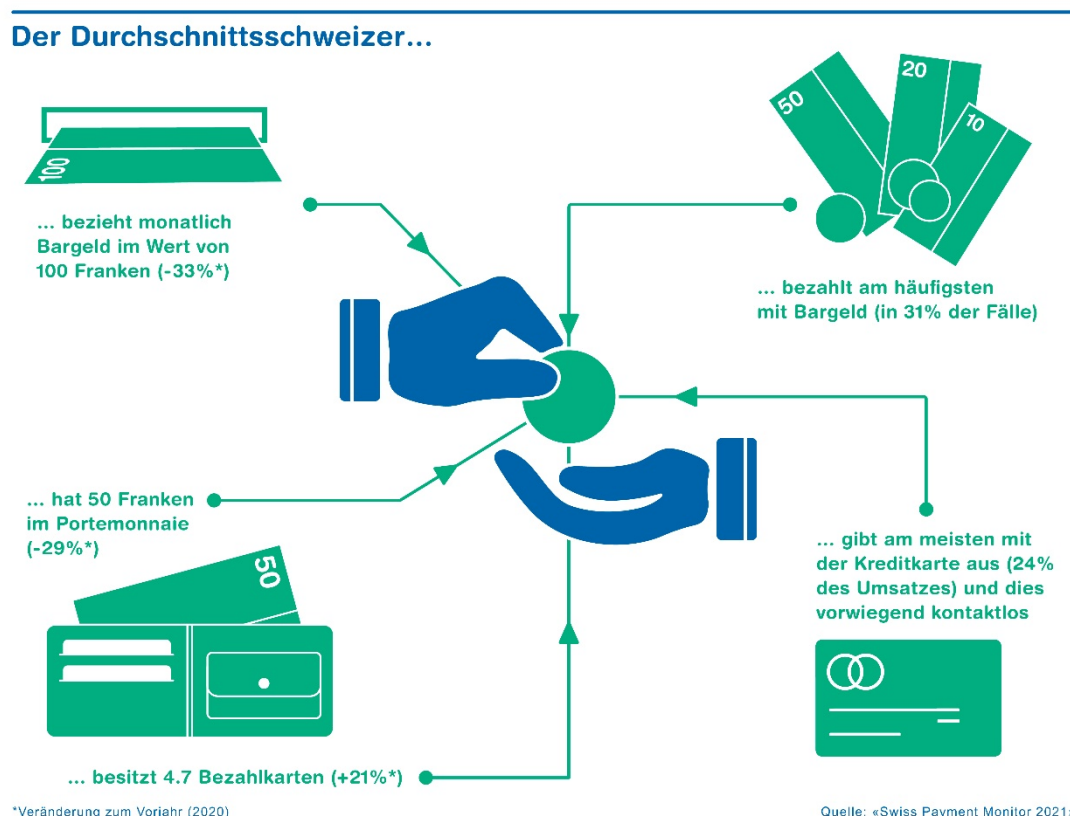 Der Durchschnittsschweizer...
100
... bezieht monatlich
Bargeld im Wert von
100 Franken (-33%*)
50
20
10
... bezahlt am häufigsten
mit Bargeld (in 31% der Fälle)
... hat 50 Franken
im Portemonnaie
(-29%*)
50
... gibt am meisten mit
der Kreditkarte aus (24%
des Umsatzes) und dies
vorwiegend kontaktlos
... besitzt 4.7 Bezahlkarten (+21%*)
*Veränderung zum Vorjahr (2020)
Quelle: «Swiss Payment Monitor 2021»